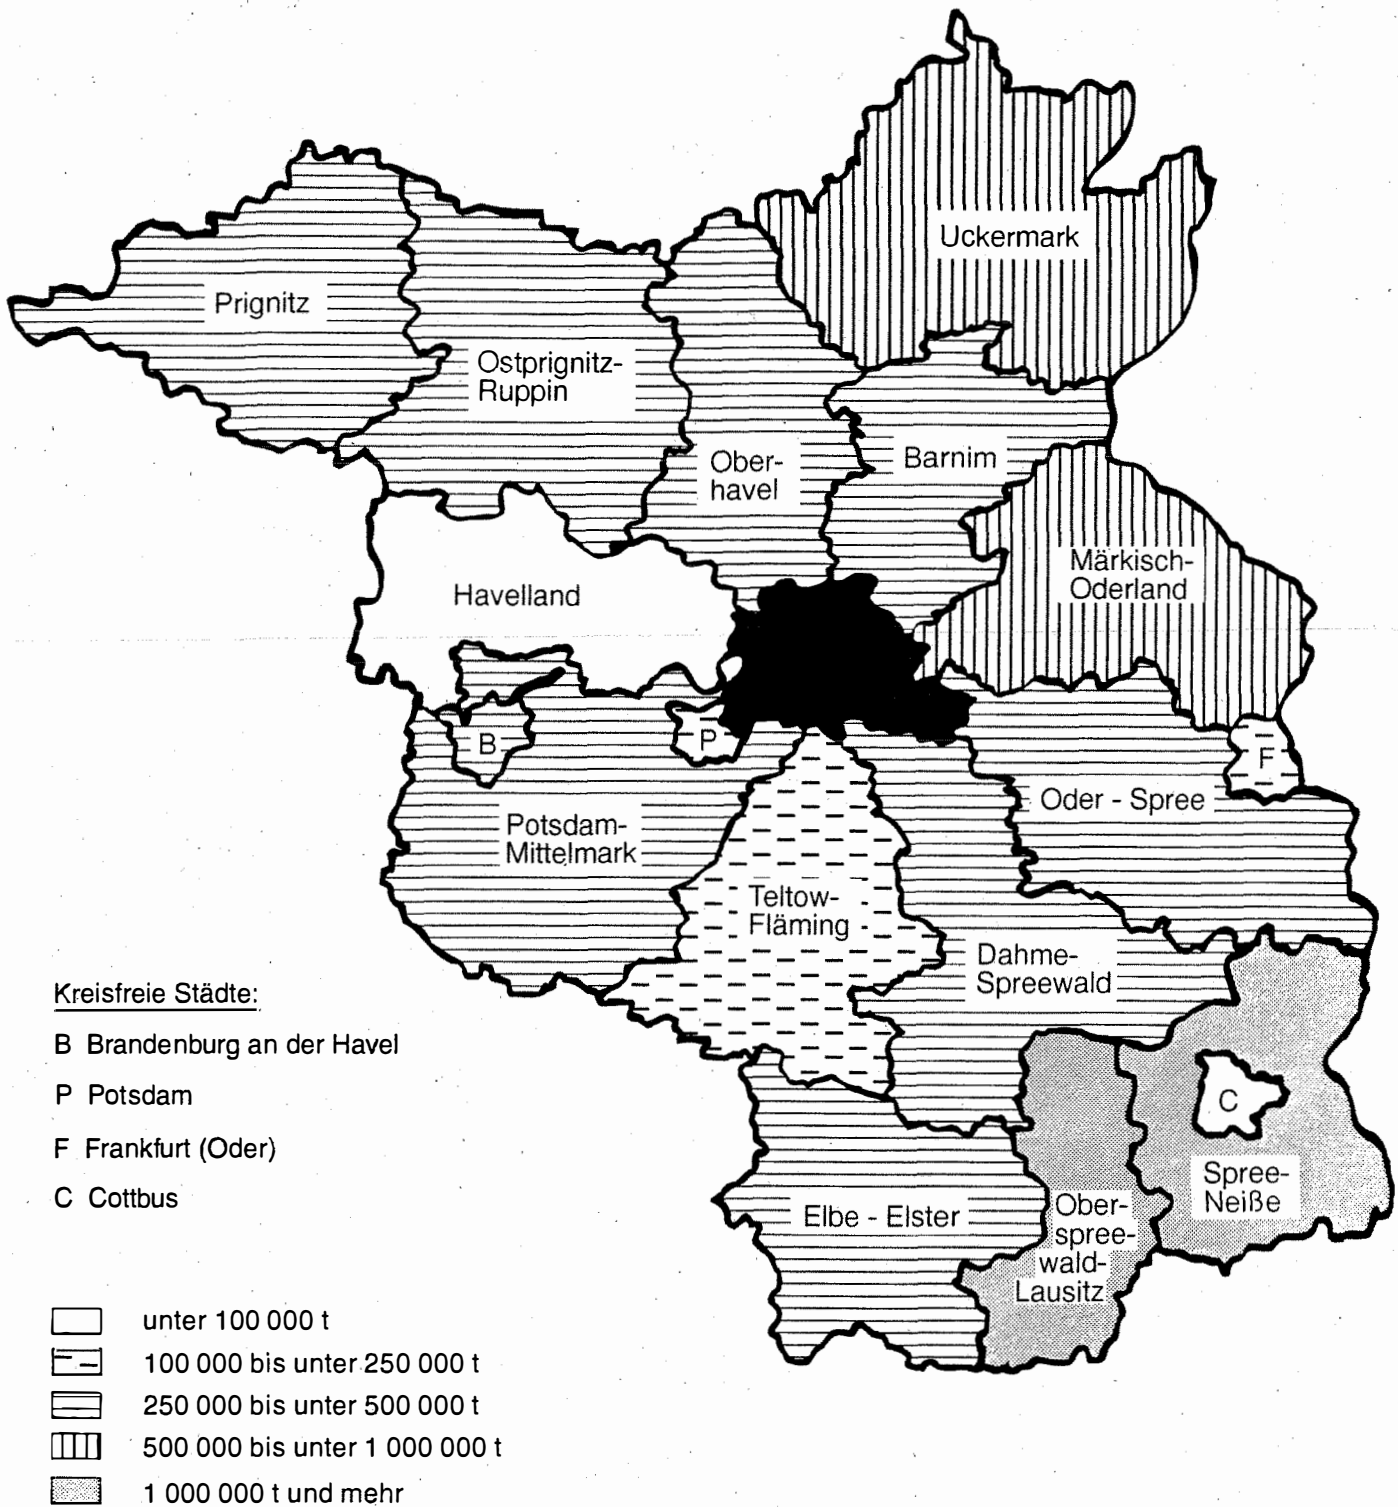 Uckermark
Prignitz
Ostprignitz-
Ruppin
Ober-
havel
Barnim
Märkisch-
Oderland
Havelland
B
P
F
Oder - Spree
Potsdam-
Mittelmark
Teltow-
Fläming
Dahme-
Spreewald
C
Spree-
Neiße
Elbe - Elster
Ober-
spree-
wald-
Lausitz
Kreisfreie Städte:
B Brandenburg an der Havel
P Potsdam
F Frankfurt (Oder)
C Cottbus
unter 100 000 t
100 000 bis unter 250 000 t
250 000 bis unter 500 000 t
500 000 bis unter 1 000 000 t
1 000 000 t und mehr